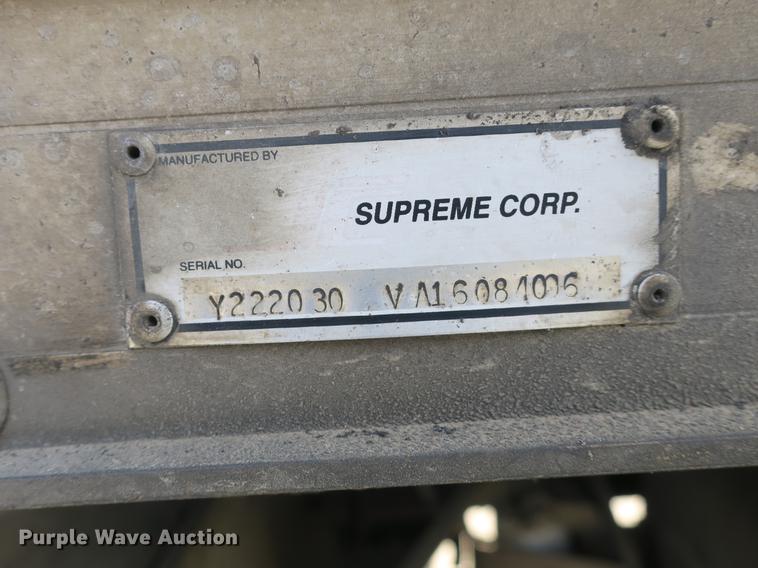 MANUFACTURED BY
SUPREME CORP.
SERIAL NO.
Y222030 VA16084006
Purple Wave Auction